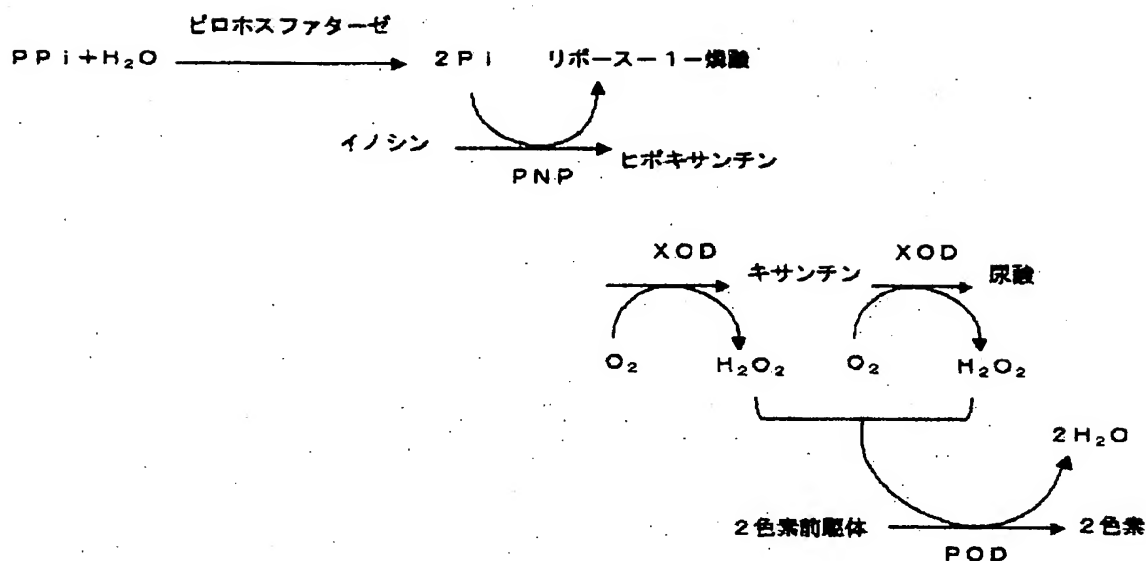 ピロホスファターゼ
PPi+H₂O 2Pi リボース-1-燐酸
イノシン ヒポキサンチン
PNP
XOD XOD
キサンチン 尿酸
O₂ H₂O₂ O₂ H₂O₂
2H₂O
2色素前駆体 2色素
POD